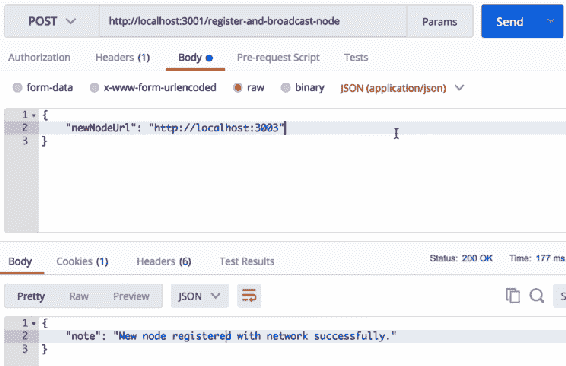 POST http://localhost:3001/register-and-broadcast-node Params Send
Authorization Headers (1) Body Pre-request Script Tests
form-data x-www-form-urlencoded raw binary JSON (application/json)
1 {
2 "newNodeUrl": "http://localhost:3003"
3 }
Body Cookies (1) Headers (6) Test Results Status: 200 OK Time: 177 ms
Pretty Raw Preview JSON
1 {
2 "note": "New node registered with network successfully."
3 }